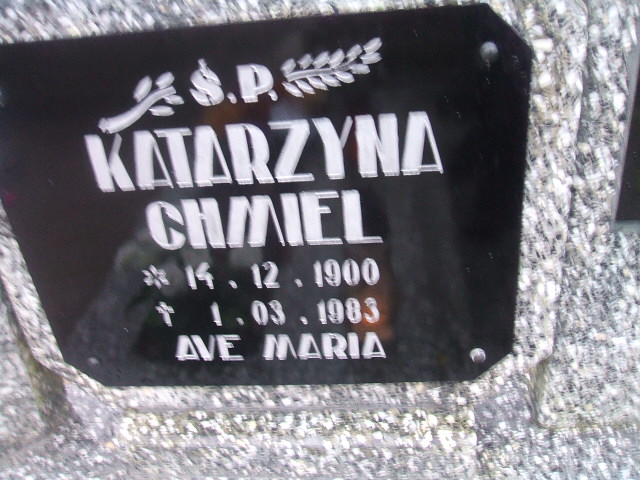 Ś.P.
KATARZYNA
CHMIEL
* 14.12.1900
† 1.03.1983
AVE MARIA